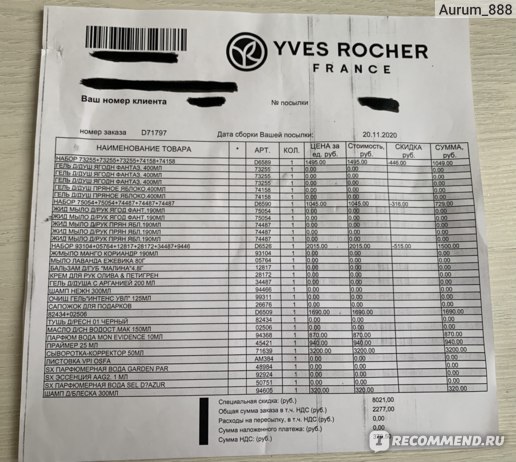 Aurum_888
YVES ROCHER
FRANCE
Ваш номер клиента
№ посылки
номер заказа D71797 Дата сборки Вашей посылки: 20.11.2020
НАИМЕНОВАНИЕ ТОВАРА * АРТ. КОЛ. ЦЕНА за ед. руб. Стоимость, руб. СКИДКА руб. СУММА, руб.
НАБОР 73255+73255+73255+74158+74158 D6589 1 1495.00 1495.00 -446.00 1049.00
ГЕЛЬ Д/ДУШ ЯГОДН ФАНТАЗ, 400МЛ 73255 1 0.00 0.00 0.00
ГЕЛЬ Д/ДУШ ЯГОДН ФАНТАЗ, 400МЛ 73255 1 0.00 0.00 0.00
ГЕЛЬ Д/ДУШ ЯГОДН ФАНТАЗ, 400МЛ 73255 1 0.00 0.00 0.00
ГЕЛЬ Д/ДУШ ПРЯНОЕ ЯБЛОКО 400МЛ 74158 1 0.00 0.00 0.00
ГЕЛЬ Д/ДУШ ПРЯНОЕ ЯБЛОКО 400МЛ 74158 1 0.00 0.00 0.00
НАБОР 75054+75054+74487+74487+74487 D6590 1 1045.00 1045.00 -316.00 729.00
ЖИД МЫЛО Д/РУК ЯГОД ФАНТ. 190МЛ 75054 1 0.00 0.00 0.00
ЖИД МЫЛО Д/РУК ЯГОД ФАНТ. 190МЛ 75054 1 0.00 0.00 0.00
ЖИД МЫЛО Д/РУК ПРЯН ЯБЛ.190МЛ 74487 1 0.00 0.00 0.00
ЖИД МЫЛО Д/РУК ПРЯН ЯБЛ.190МЛ 74487 1 0.00 0.00 0.00
ЖИД МЫЛО Д/РУК ПРЯН ЯБЛ.190МЛ 74487 1 0.00 0.00 0.00
НАБОР 93104+05764+12817+28172+34487+9446 D6526 1 2015.00 2015.00 -515.00 1500.00
Ж/МЫЛО МАНГО КОРИАНДР 190МЛ 93104 1 0.00 0.00 0.00
МЫЛО ЛАВАНДА ЕЖЕВИКА 80Г 05764 1 0.00 0.00 0.00
БАЛЬЗАМ Д/ГУБ "МАЛИНА"4.8Г 12817 1 0.00 0.00 0.00
КРЕМ ДЛЯ РУК ОЛИВА & ПЕТИГРЕН 28172 1 0.00 0.00 0.00
ГЕЛЬ Д/ДУША С АРГАНИЕЙ 200 МЛ 34487 1 0.00 0.00 0.00
ШАМП НЕЖН 300МЛ 94466 1 0.00 0.00 0.00
ОЧИЩ ГЕЛЬ"ИНТЕНС УВЛ" 125МЛ 99311 1 0.00 0.00 0.00
САПОЖОК ДЛЯ ПОДАРКОВ 26676 1 0.00 0.00 0.00
82434+02506 D6509 1 1690.00 1690.00 1690.00
ТУШЬ Д/РЕСН 01 ЧЕРНЫЙ 82434 1 0.00 0.00 0.00
МАСЛО Д/СН ВОДОСТ.МАК 150МЛ 02506 1 0.00 0.00 0.00
ПАРФЮМ ВОДА MON EVIDENCE 10МЛ 94368 1 870.00 870.00 870.00
ПРАЙМЕР 25 МЛ 45421 1 940.00 940.00 940.00
СЫВОРОТКА-КОРРЕКТОР 50МЛ 71639 1 3200.00 3200.00 3200.00
ЛИСТОВКА VPI OSFA AM384 1 0.00 0.00 0.00
SX ПАРФЮМЕРНАЯ ВОДА GARDEN PAR 48984 1 0.00 0.00 0.00
SX ЭССЕНЦИЯ AAG2. 1 МЛ 92924 1 0.00 0.00 0.00
SX ПАРФЮМЕРНАЯ ВОДА SEL D?AZUR 50751 1 0.00 0.00 0.00
ШАМП Д/БЛЕСКА 300МЛ 94605 1 320.00 320.00 320.00
Специальная скидка: (руб.) 8021,00
Общая сумма заказа в т.ч. НДС: (руб.) 2277,00
Расходы на пересылку, в т.ч. НДС (руб.) 0,00
Сумма наложенного платежа: (руб.) 0,00
Сумма НДС: (руб.)
RECOMMEND.RU